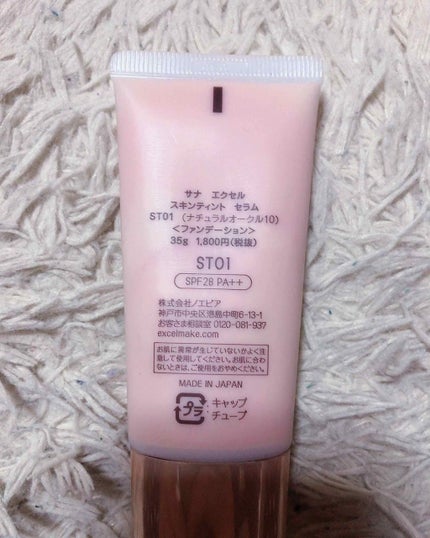 サナ エクセル
スキンティント セラム
ST01 (ナチュラルオークル10)
<ファンデーション>
35g 1,800円(税抜)
ST01
SPF28 PA++
株式会社ノエビア
神戸市中央区港島中町6-13-1
お客さま相談室 0120-081-937
excelmake.com
お肌に異常が生じていないかよく注
意して使用してください。お肌に合わ
ないときは、ご使用をおやめください。
MADE IN JAPAN
プラ キャップ
チューブ